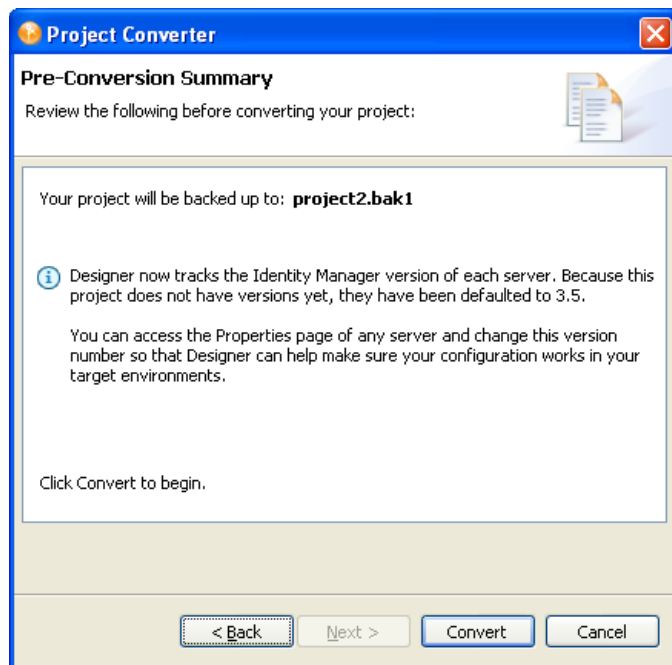 Project Converter
Pre-Conversion Summary
Review the following before converting your project:
Your project will be backed up to: project2.bak1
Designer now tracks the Identity Manager version of each server. Because this
project does not have versions yet, they have been defaulted to 3.5.
You can access the Properties page of any server and change this version
number so that Designer can help make sure your configuration works in your
target environments.
Click Convert to begin.
< Back Next > Convert Cancel